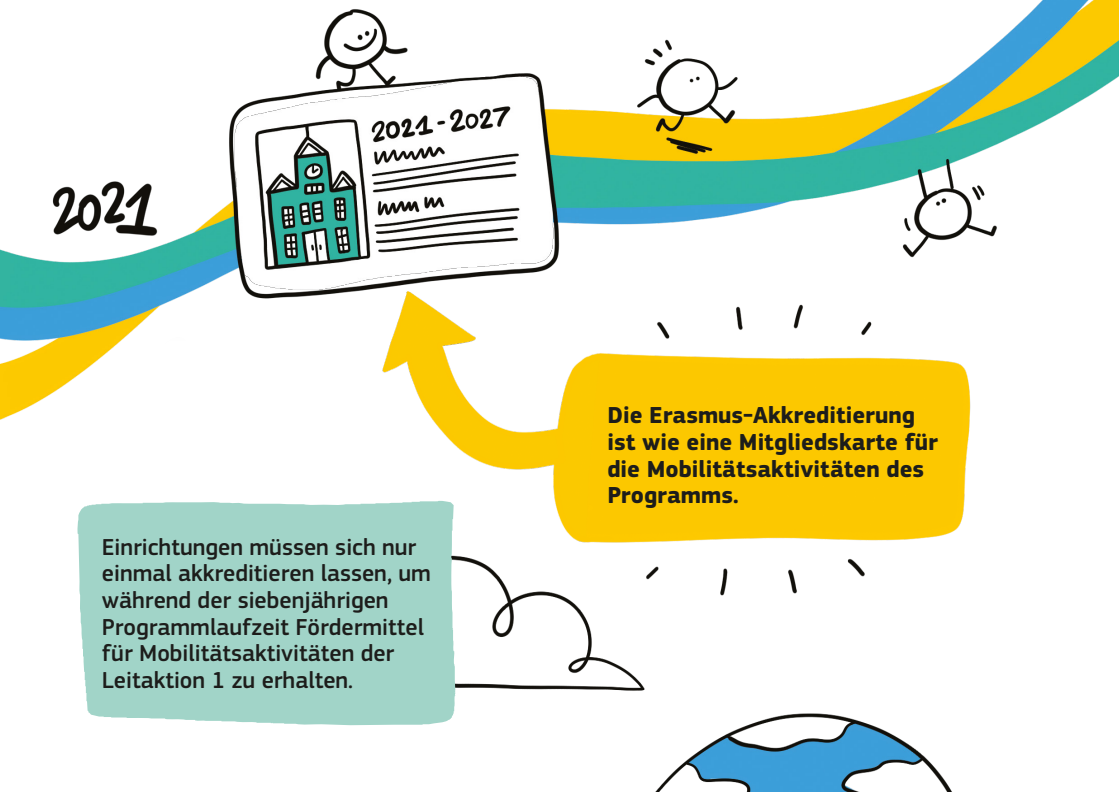 2021
2021-2027
Die Erasmus-Akkreditierung
ist wie eine Mitgliedskarte für
die Mobilitätsaktivitäten des
Programms.
Einrichtungen müssen sich nur
einmal akkreditieren lassen, um
während der siebenjährigen
Programmlaufzeit Fördermittel
für Mobilitätsaktivitäten der
Leitaktion 1 zu erhalten.